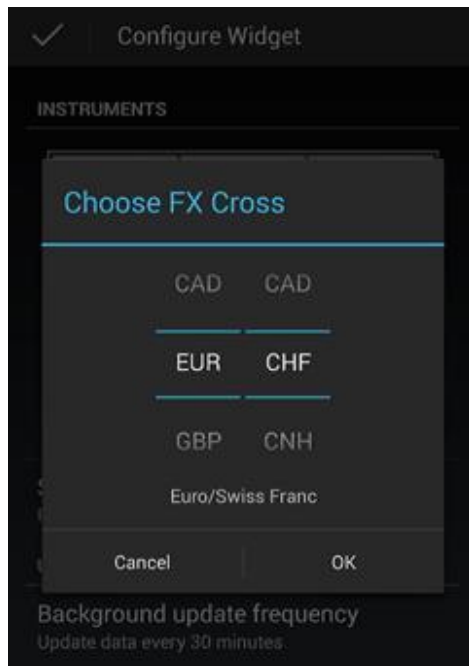 Configure Widget
INSTRUMENTS
Choose FX Cross
CAD CAD
EUR CHF
GBP CNH
Euro/Swiss Franc
Cancel OK
Background update frequency
Update data every 30 minutes